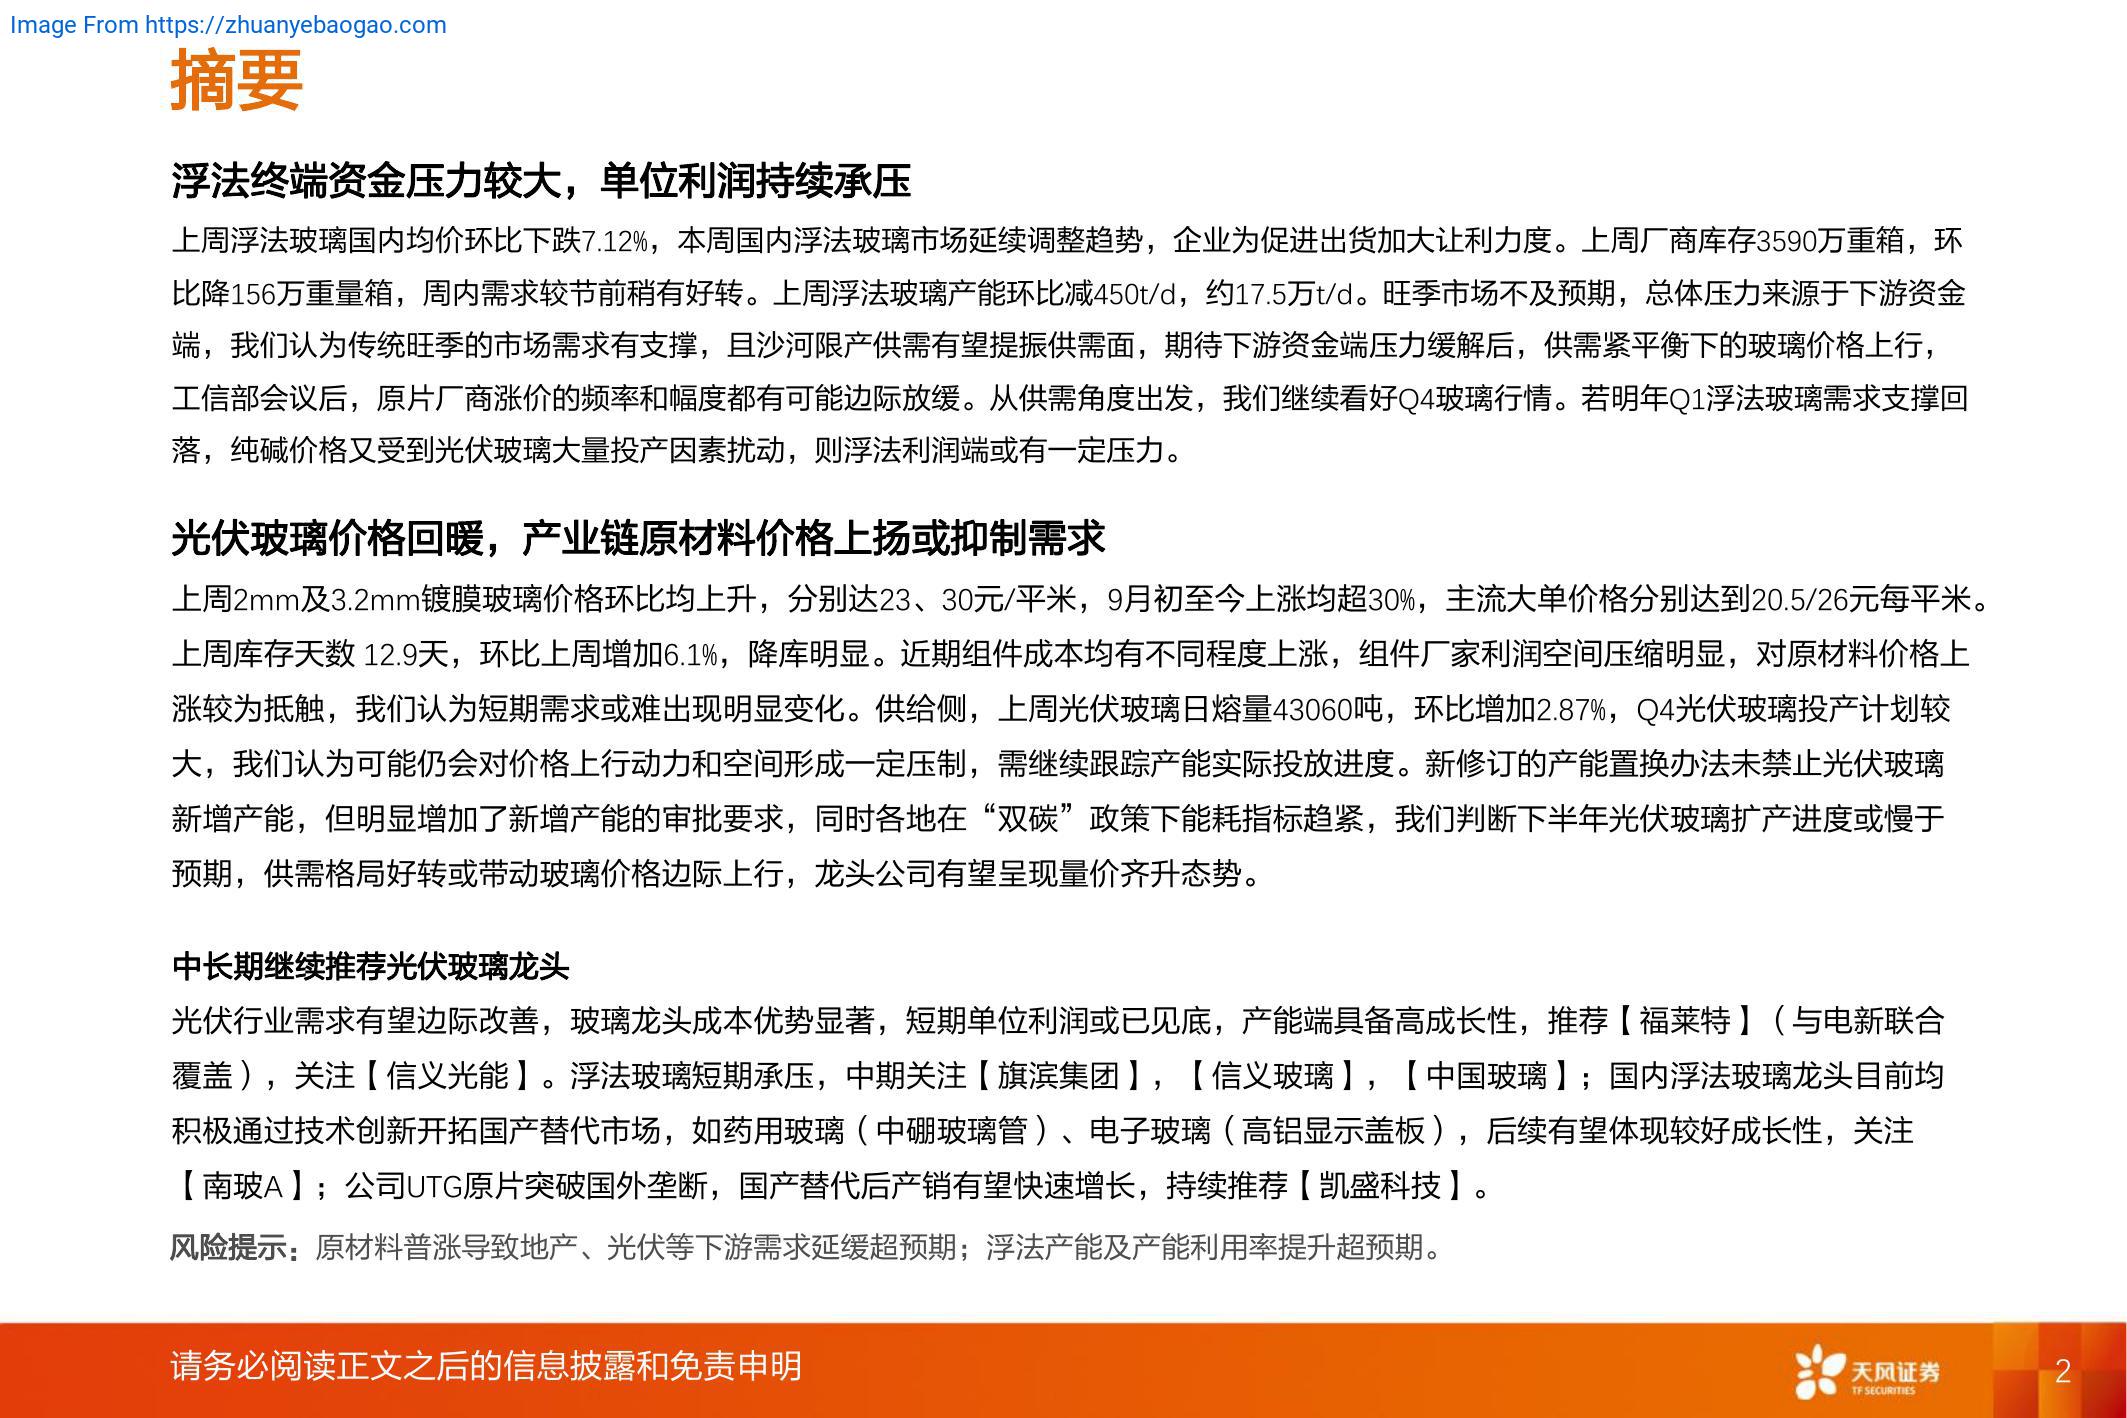 Image From https://zhuanyebaogao.com
摘要
浮法终端资金压力较大，单位利润持续承压
上周浮法玻璃国内均价环比下跌7.12%，本周国内浮法玻璃市场延续调整趋势，企业为促进出货加大让利力度。上周厂商库存3590万重箱，环
比降156万重量箱，周内需求较节前稍有好转。上周浮法玻璃产能环比减450t/d，约17.5万t/d。旺季市场不及预期，总体压力来源于下游资金
端，我们认为传统旺季的市场需求有支撑，且沙河限产供需有望提振供需面，期待下游资金端压力缓解后，供需紧平衡下的玻璃价格上行，
工信部会议后，原片厂商涨价的频率和幅度都有可能边际放缓。从供需角度出发，我们继续看好Q4玻璃行情。若明年Q1浮法玻璃需求支撑回
落，纯碱价格又受到光伏玻璃大量投产因素扰动，则浮法利润端或有一定压力。
光伏玻璃价格回暖，产业链原材料价格上扬或抑制需求
上周2mm及3.2mm镀膜玻璃价格环比均上升，分别达23、30元/平米，9月初至今上涨均超30%，主流大单价格分别达到20.5/26元每平米。
上周库存天数 12.9天，环比上周增加6.1%，降库明显。近期组件成本均有不同程度上涨，组件厂家利润空间压缩明显，对原材料价格上
涨较为抵触，我们认为短期需求或难出现明显变化。供给侧，上周光伏玻璃日熔量43060吨，环比增加2.87%，Q4光伏玻璃投产计划较
大，我们认为可能仍会对价格上行动力和空间形成一定压制，需继续跟踪产能实际投放进度。新修订的产能置换办法未禁止光伏玻璃
新增产能，但明显增加了新增产能的审批要求，同时各地在“双碳”政策下能耗指标趋紧，我们判断下半年光伏玻璃扩产进度或慢于
预期，供需格局好转或带动玻璃价格边际上行，龙头公司有望呈现量价齐升态势。
中长期继续推荐光伏玻璃龙头
光伏行业需求有望边际改善，玻璃龙头成本优势显著，短期单位利润或已见底，产能端具备高成长性，推荐【福莱特】（与电新联合
覆盖），关注【信义光能】。浮法玻璃短期承压，中期关注【旗滨集团】，【信义玻璃】，【中国玻璃】；国内浮法玻璃龙头目前均
积极通过技术创新开拓国产替代市场，如药用玻璃（中硼玻璃管）、电子玻璃（高铝显示盖板），后续有望体现较好成长性，关注
【南玻A】；公司UTG原片突破国外垄断，国产替代后产销有望快速增长，持续推荐【凯盛科技】。
风险提示：原材料普涨导致地产、光伏等下游需求延缓超预期；浮法产能及产能利用率提升超预期。
请务必阅读正文之后的信息披露和免责申明
天风证券
TF SECURITIES
2